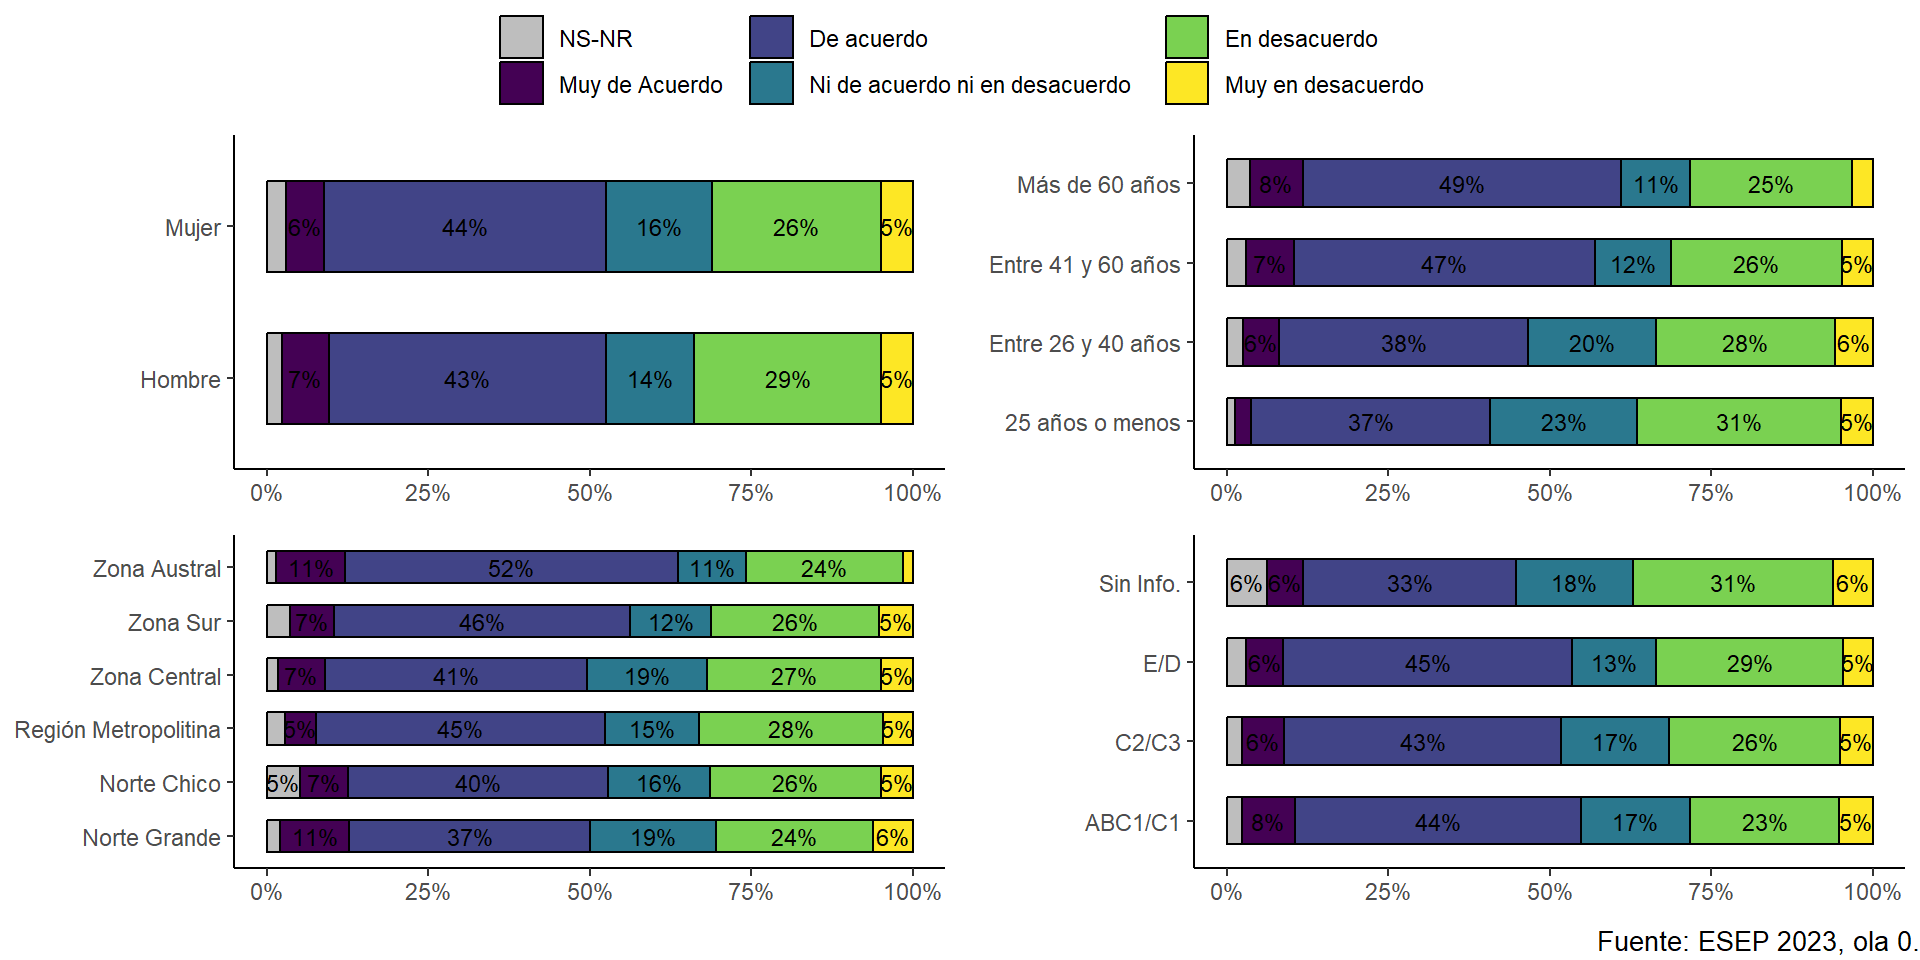 NS-NR De acuerdo En desacuerdo
Muy de Acuerdo Ni de acuerdo ni en desacuerdo Muy en desacuerdo
Mujer 6% 44% 16% 26% 5%
Hombre 7% 43% 14% 29% 5%
0% 25% 50% 75% 100%
Más de 60 años 8% 49% 11% 25%
Entre 41 y 60 años 7% 47% 12% 26% 5%
Entre 26 y 40 años 6% 38% 20% 28% 6%
25 años o menos 37% 23% 31% 5%
0% 25% 50% 75% 100%
Zona Austral 11% 52% 11% 24%
Zona Sur 7% 46% 12% 26% 5%
Zona Central 7% 41% 19% 27% 5%
Región Metropolitina 5% 45% 15% 28% 5%
Norte Chico 5% 7% 40% 16% 26% 5%
Norte Grande 11% 37% 19% 24% 6%
0% 25% 50% 75% 100%
Sin Info. 6% 6% 33% 18% 31% 6%
E/D 6% 45% 13% 29% 5%
C2/C3 6% 43% 17% 26% 5%
ABC1/C1 8% 44% 17% 23% 5%
0% 25% 50% 75% 100%
Fuente: ESEP 2023, ola 0.